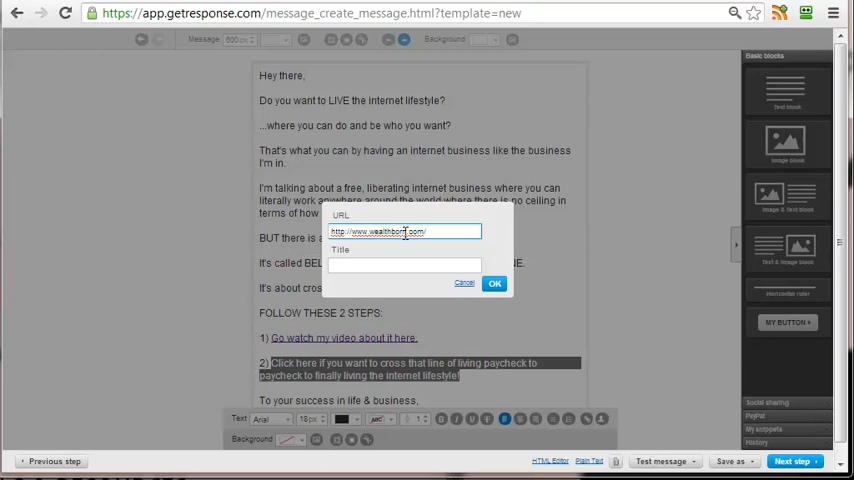 https://app.getresponse.com/message_create_message.html?template=new
Message 600px Background
Basic blocks
Hey there,
Do you want to LIVE the internet lifestyle?
...where you can do and be who you want?
That's what you can by having an internet business like the business
I'm in.
I'm talking about a free, liberating internet business where you can
literally work anywhere around the world where there is no ceiling in
terms of how
BUT there is a
It's called BEL
NE.
It's about cros
FOLLOW THESE 2 STEPS:
1) Go watch my video about it here.
2) Click here if you want to cross that line of living paycheck to
paycheck to finally living the internet lifestyle!
To your success in life & business,
URL
http://www.wealthborn.com/
Title
Cancel OK
Text block
Image block
Image & Text block
Text & Image block
Horizontal ruler
MY BUTTON »
Social sharing
PayPal
My snippets
History
Text Arial 18px ABC 1 B I U
Background
Previous step HTML Editor Plain Text Test message Save as Next step